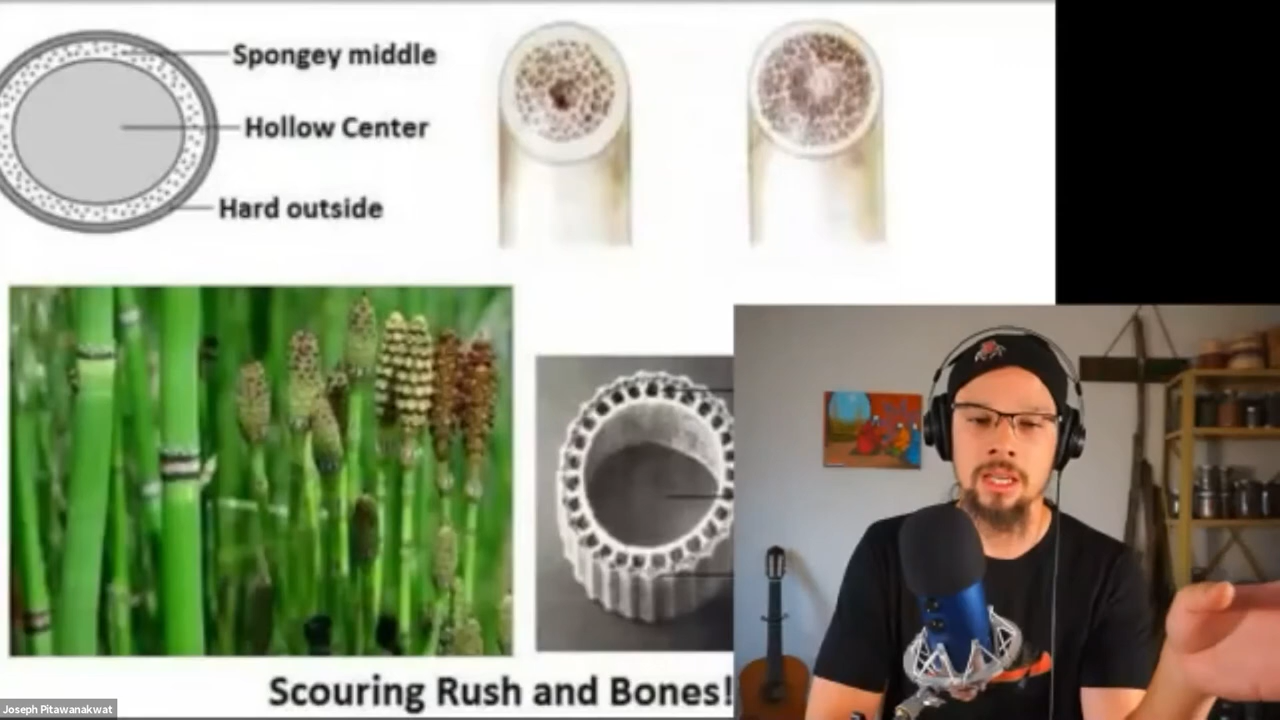 Spongey middle
Hollow Center
Hard outside
Scouring Rush and Bones!
Joseph Pitawanakwat